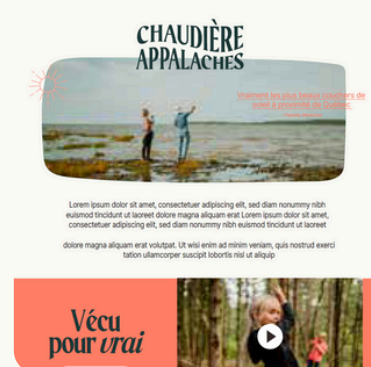 CHAUDIÈRE
APPALACHES
Vraiment les plus beaux couchers de
soleil à proximité de Québec
Lorem ipsum dolor sit amet, consectetuer adipiscing elit, sed diam nonummy nibh
euismod tincidunt ut laoreet dolore magna aliquam erat Lorem ipsum dolor sit amet,
consectetuer adipiscing elit, sed diam nonummy nibh euismod tincidunt ut laoreet
dolore magna aliquam erat volutpat. Ut wisi enim ad minim veniam, quis nostrud exerci
tation ullamcorper suscipit lobortis nisl ut aliquip
Vécu
pour vrai